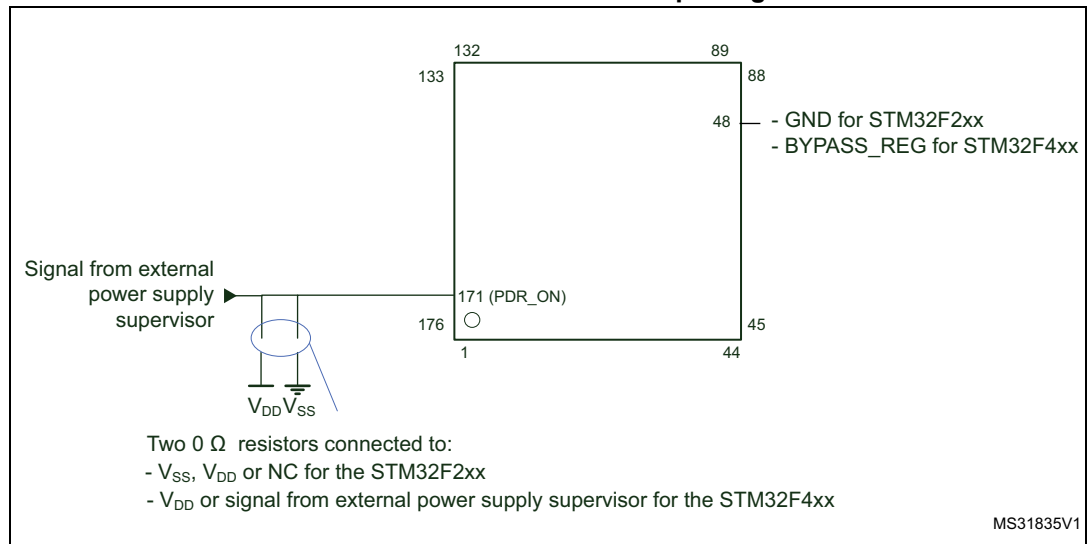 132
89
133
88
48
- GND for STM32F2xx
- BYPASS_REG for STM32F4xx
Signal from external
power supply
supervisor
171 (PDR_ON)
176
45
1
44
VDD VSS
Two 0 Ω resistors connected to:
- VSS, VDD or NC for the STM32F2xx
- VDD or signal from external power supply supervisor for the STM32F4xx
MS31835V1